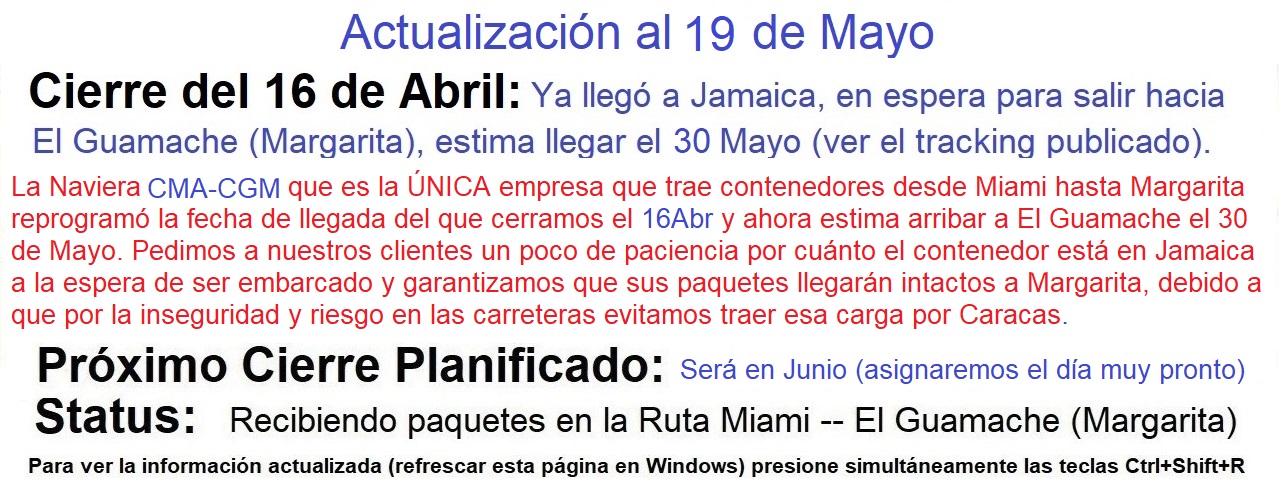 Actualización al 19 de Mayo
Cierre del 16 de Abril: Ya llegó a Jamaica, en espera para salir hacia
El Guamache (Margarita), estima llegar el 30 Mayo (ver el tracking publicado).
La Naviera CMA-CGM que es la ÚNICA empresa que trae contenedores desde Miami hasta Margarita
reprogramó la fecha de llegada del que cerramos el 16Abr y ahora estima arribar a El Guamache el 30
de Mayo. Pedimos a nuestros clientes un poco de paciencia por cuánto el contenedor está en Jamaica
a la espera de ser embarcado y garantizamos que sus paquetes llegarán intactos a Margarita, debido a
que por la inseguridad y riesgo en las carreteras evitamos traer esa carga por Caracas.
Próximo Cierre Planificado: Será en Junio (asignaremos el día muy pronto)
Status: Recibiendo paquetes en la Ruta Miami -- El Guamache (Margarita)
Para ver la información actualizada (refrescar esta página en Windows) presione simultáneamente las teclas Ctrl+Shift+R